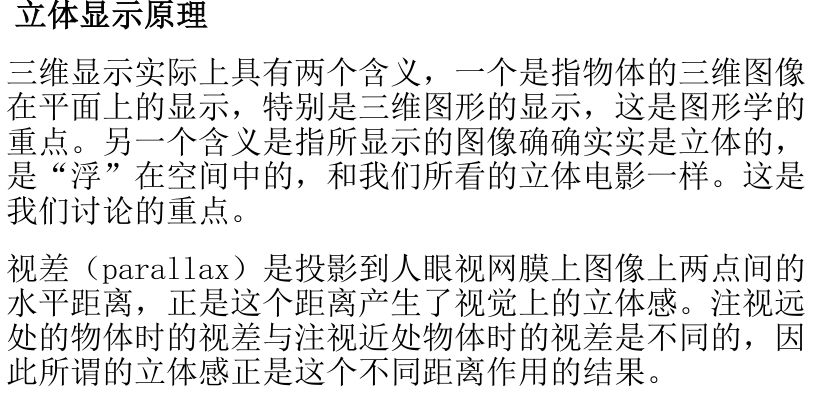 立体显示原理
三维显示实际上具有两个含义，一个是指物体的三维图像
在平面上的显示，特别是三维图形的显示，这是图形学的
重点。另一个含义是指所显示的图像确确实实是立体的，
是“浮”在空间中的，和我们所看的立体电影一样。这是
我们讨论的重点。
视差（parallax）是投影到人眼视网膜上图像上两点间的
水平距离，正是这个距离产生了视觉上的立体感。注视远
处的物体时的视差与注视近处物体时的视差是不同的，因
此所谓的立体感正是这个不同距离作用的结果。